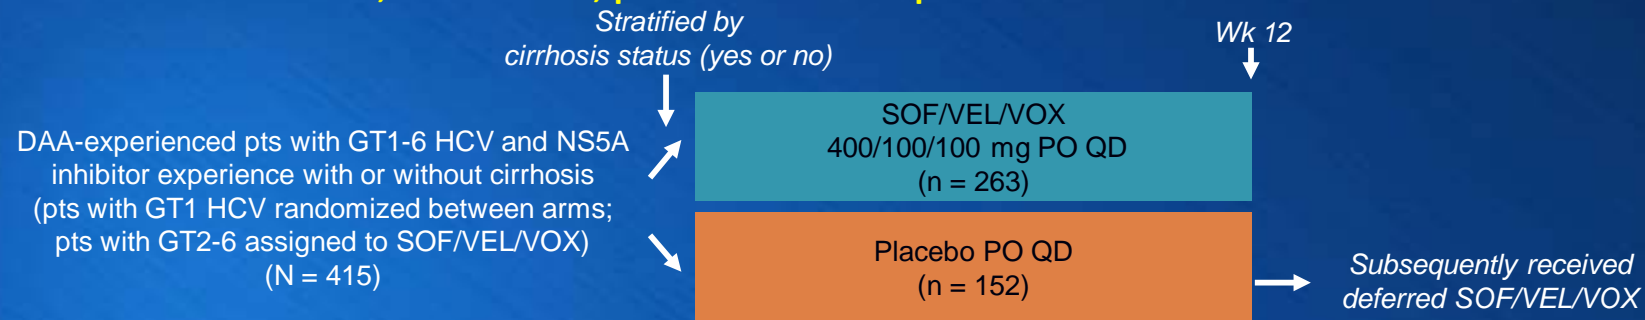 Stratified by
cirrhosis status (yes or no)
Wk 12
DAA-experienced pts with GT1-6 HCV and NS5A
inhibitor experience with or without cirrhosis
(pts with GT1 HCV randomized between arms;
pts with GT2-6 assigned to SOF/VEL/VOX)
(N = 415)
SOF/VEL/VOX
400/100/100 mg PO QD
(n = 263)
Placebo PO QD
(n = 152)
Subsequently received
deferred SOF/VEL/VOX